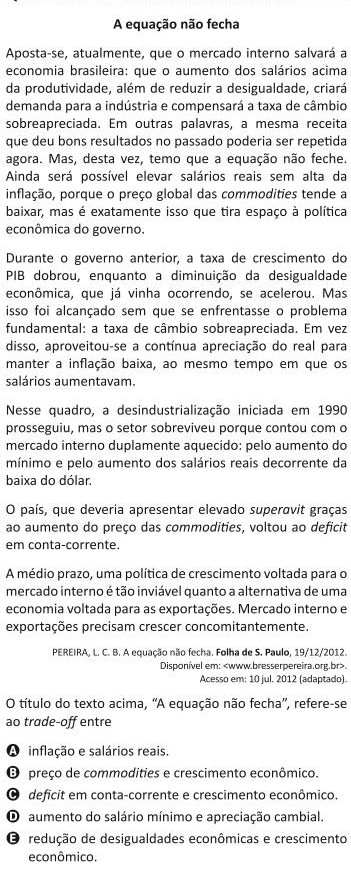 A equação não fecha
Aposta-se, atualmente, que o mercado interno salvará a
economia brasileira: que o aumento dos salários acima
da produtividade, além de reduzir a desigualdade, criará
demanda para a indústria e compensará a taxa de câmbio
sobreapreciada. Em outras palavras, a mesma receita
que deu bons resultados no passado poderia ser repetida
agora. Mas, desta vez, temo que a equação não feche.
Ainda será possível elevar salários reais sem alta da
inflação, porque o preço global das commodities tende a
baixar, mas é exatamente isso que tira espaço à política
econômica do governo.
Durante o governo anterior, a taxa de crescimento do
PIB dobrou, enquanto a diminuição da desigualdade
econômica, que já vinha ocorrendo, se acelerou. Mas
isso foi alcançado sem que se enfrentasse o problema
fundamental: a taxa de câmbio sobreapreciada. Em vez
disso, aproveitou-se a contínua apreciação do real para
manter a inflação baixa, ao mesmo tempo em que os
salários aumentavam.
Nesse quadro, a desindustrialização iniciada em 1990
prosseguiu, mas o setor sobreviveu porque contou com o
mercado interno duplamente aquecido: pelo aumento do
mínimo e pelo aumento dos salários reais decorrente da
baixa do dólar.
O país, que deveria apresentar elevado superavit graças
ao aumento do preço das commodities, voltou ao deficit
em conta-corrente.
A médio prazo, uma política de crescimento voltada para o
mercado interno é tão inviável quanto a alternativa de uma
economia voltada para as exportações. Mercado interno e
exportações precisam crescer concomitantemente.
PEREIRA, L. C. B. A equação não fecha. Folha de S. Paulo, 19/12/2012.
Disponível em: <www.bresserpereira.org.br>.
Acesso em: 10 jul. 2012 (adaptado).
O título do texto acima, “A equação não fecha”, refere-se
ao trade-off entre
A inflação e salários reais.
B preço de commodities e crescimento econômico.
C deficit em conta-corrente e crescimento econômico.
D aumento do salário mínimo e apreciação cambial.
E redução de desigualdades econômicas e crescimento
econômico.